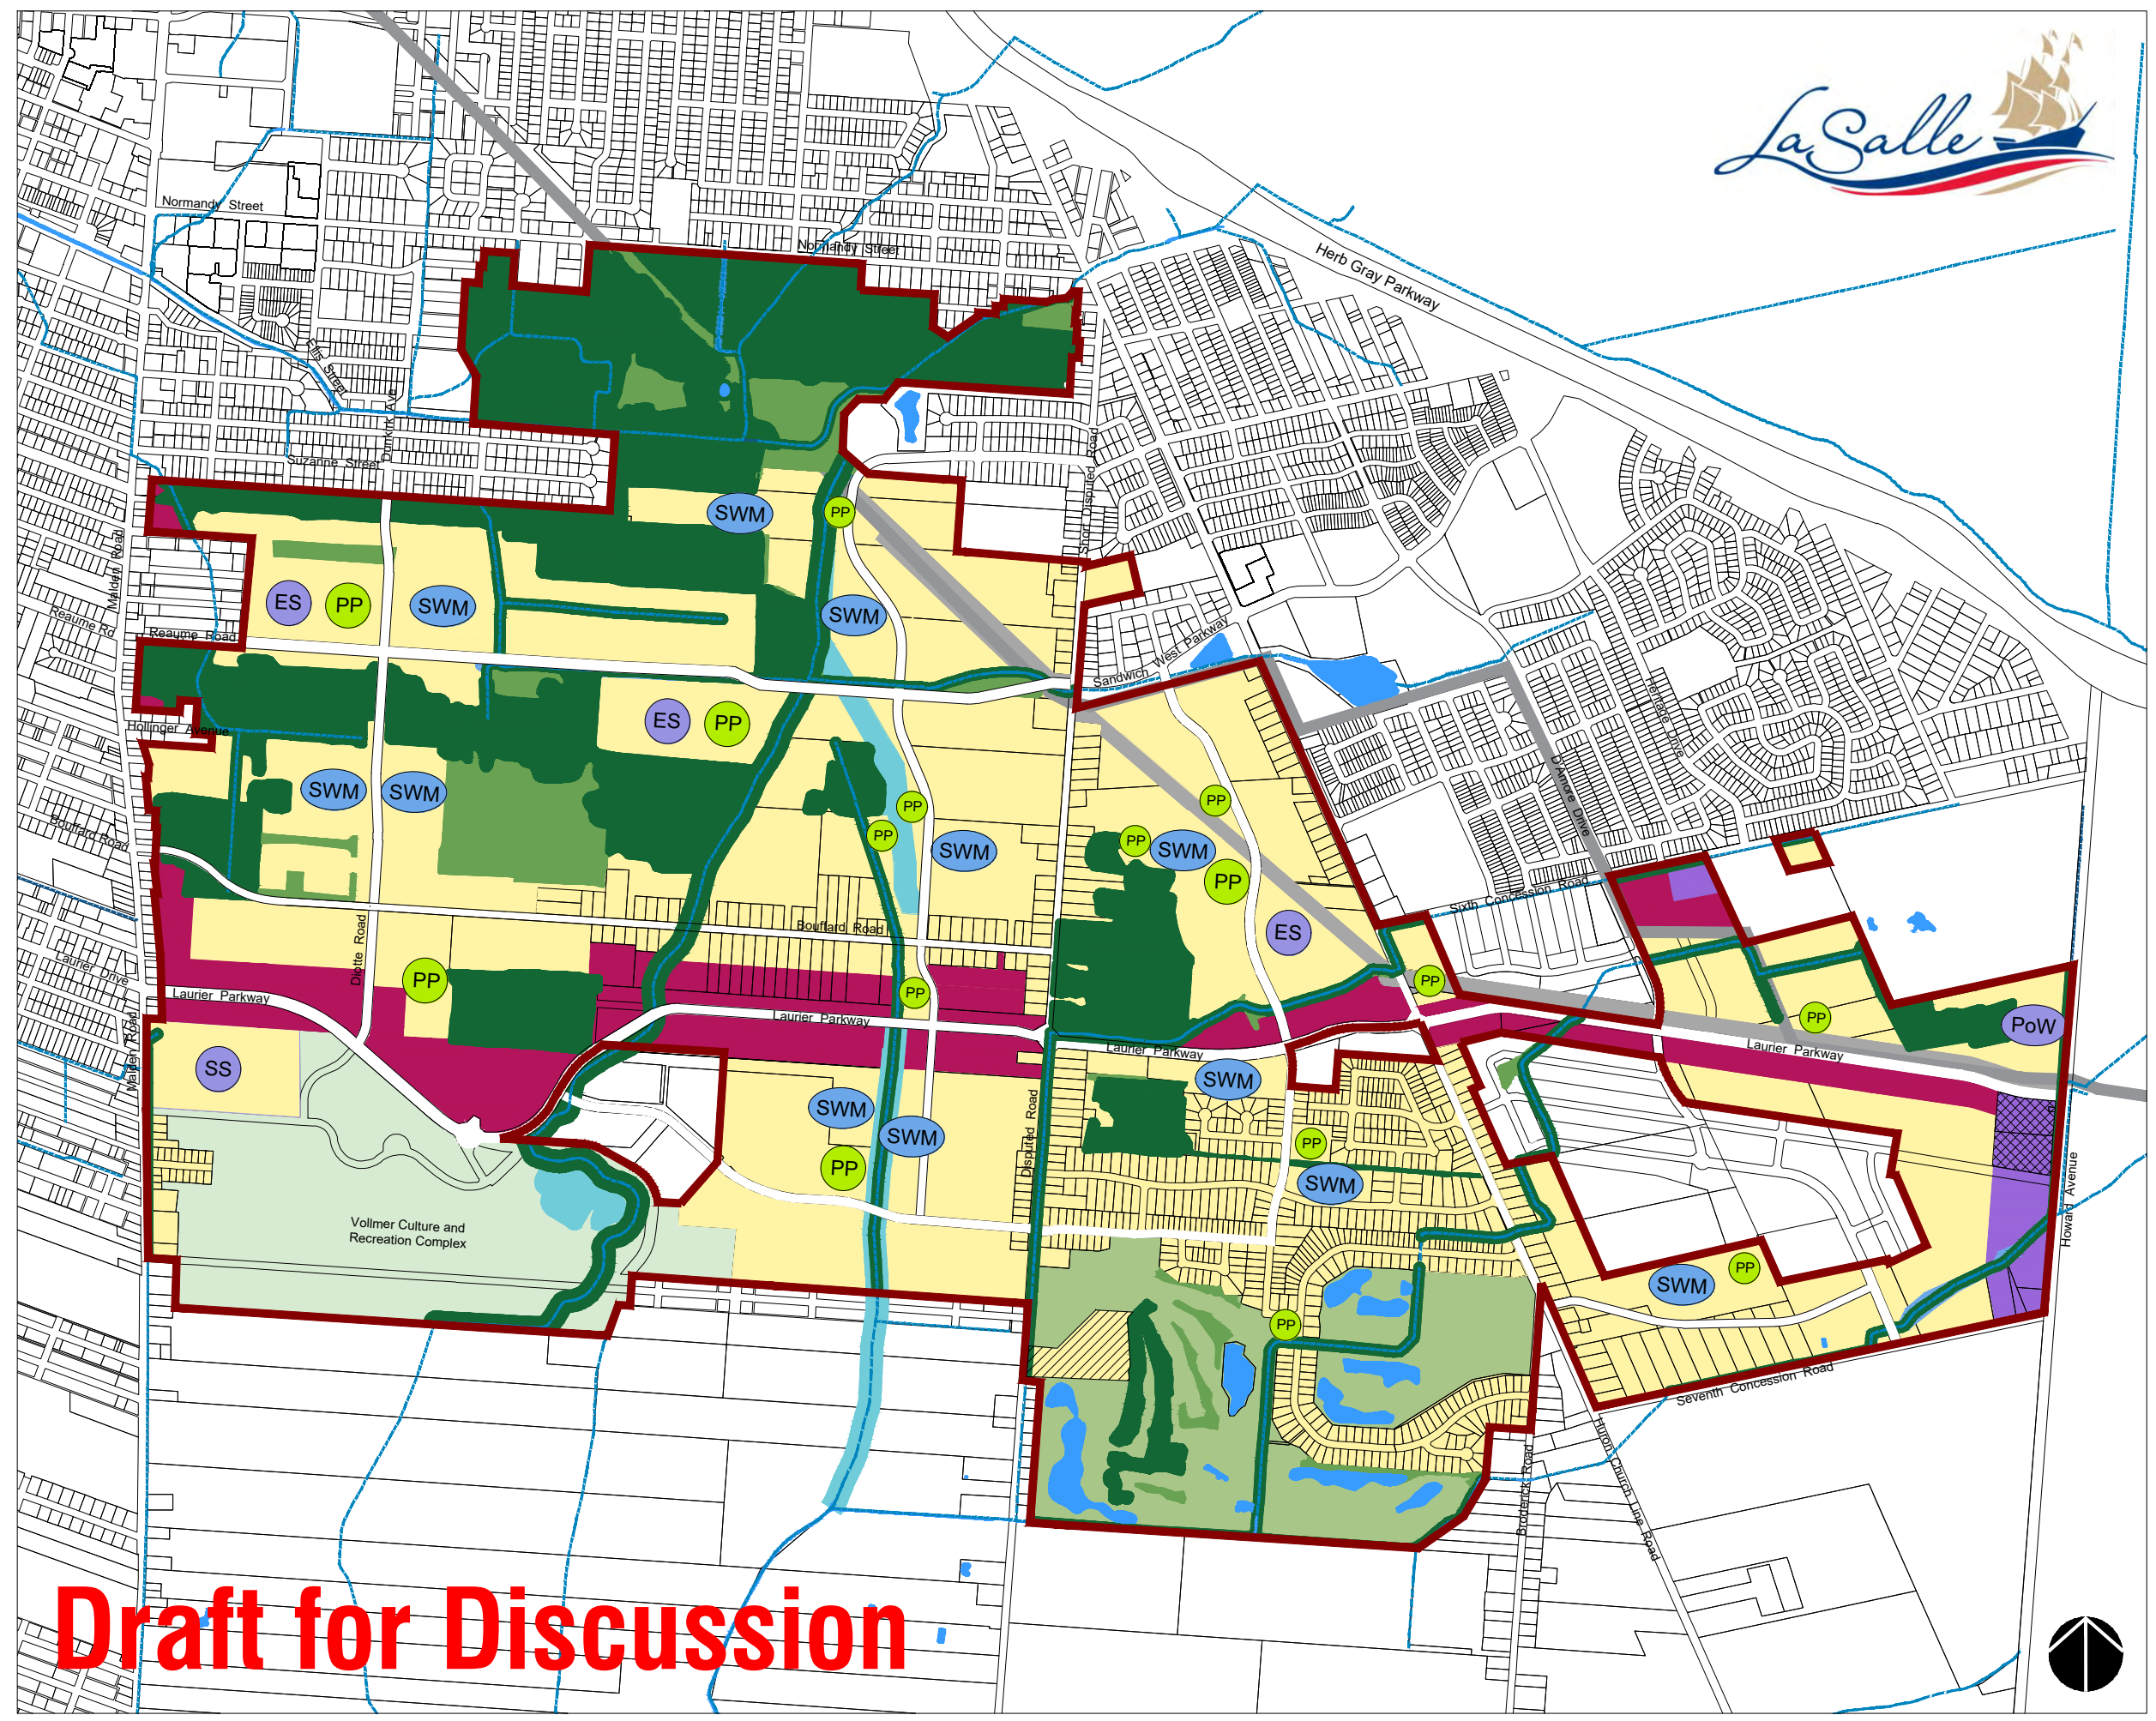 LaSalle
Normandy Street
Normandy Street
Herb Gray Parkway
Ellis Street
Dunkirk Ave
Suzanne Street
Short Disputed Road
SWM
PP
Malden Road
ES
PP
SWM
SWM
Reaume Rd
Reaume Road
Sandwich West Parkway
Heritage Drive
ES
PP
Hollinger Avenue
SWM
SWM
PP
PP
SWM
PP
PP
SWM
PP
D'Amore Drive
Bouffard Road
Sixth Concession Road
Bouffard Road
ES
Diotte Road
Laurier Drive
PP
PP
PP
Laurier Parkway
Laurier Parkway
PP
PoW
Malden Road
Laurier Parkway
Laurier Parkway
SS
SWM
SWM
SWM
PP
PP
Disputed Road
SWM
Howard Avenue
Vollmer Culture and
Recreation Complex
SWM
PP
PP
Seventh Concession Road
Broderick Road
Huron Church Line Road
Draft for Discussion